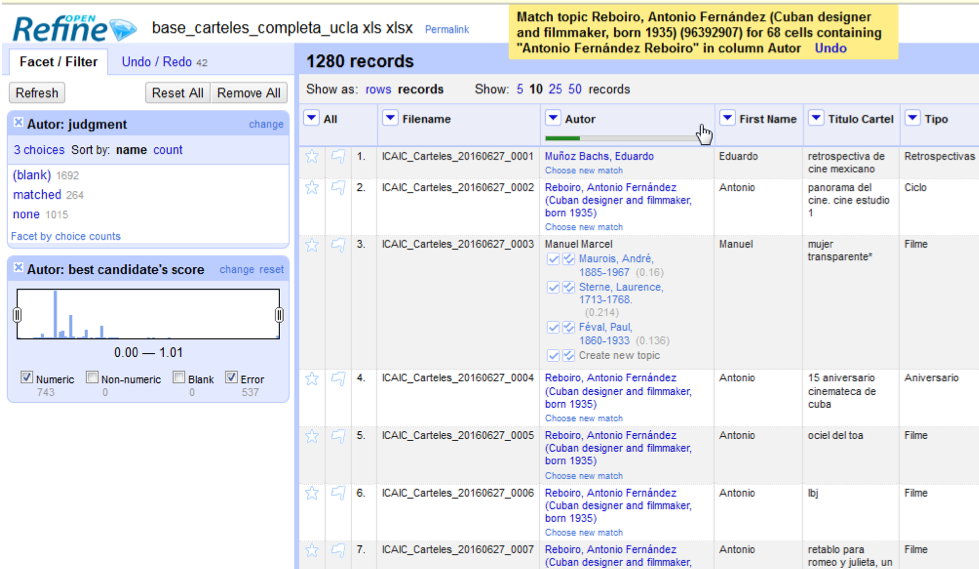 OPEN
Refine
base_carteles_completa_ucla xls xlsx
Permalink
Match topic Reboiro, Antonio Fernández (Cuban designer
and filmmaker, born 1935) (96392907) for 68 cells containing
"Antonio Fernández Reboiro" in column Autor Undo
Facet / Filter
Undo / Redo 42
Refresh
Reset All
Remove All
Autor: judgment
change
3 choices Sort by: name count
(blank) 1692
matched 264
none 1015
Facet by choice counts
Autor: best candidate's score
change reset
0.00 — 1.01
Numeric
743
Non-numeric
0
Blank
0
Error
537
1280 records
Show as: rows records
Show: 5 10 25 50 records
All
Filename
Autor
First Name
Titulo Cartel
Tipo
1.
ICAIC_Carteles_20160627_0001
Muñoz Bachs, Eduardo
Choose new match
Eduardo
retrospectiva de
cine mexicano
Retrospectivas
2.
ICAIC_Carteles_20160627_0002
Reboiro, Antonio Fernández
(Cuban designer and filmmaker,
born 1935)
Choose new match
Antonio
panorama del
cine. cine estudio
1
Ciclo
3.
ICAIC_Carteles_20160627_0003
Manuel Marcel
Maurois, André,
1885-1967 (0.16)
Sterne, Laurence,
1713-1768.
(0.214)
Féval, Paul,
1860-1933 (0.136)
Create new topic
Manuel
mujer
transparente*
Filme
4.
ICAIC_Carteles_20160627_0004
Reboiro, Antonio Fernández
(Cuban designer and filmmaker,
born 1935)
Choose new match
Antonio
15 aniversario
cinemateca de
cuba
Aniversario
5.
ICAIC_Carteles_20160627_0005
Reboiro, Antonio Fernández
(Cuban designer and filmmaker,
born 1935)
Choose new match
Antonio
ociel del toa
Filme
6.
ICAIC_Carteles_20160627_0006
Reboiro, Antonio Fernández
(Cuban designer and filmmaker,
born 1935)
Choose new match
Antonio
lbj
Filme
7.
ICAIC_Carteles_20160627_0007
Reboiro, Antonio Fernández
(Cuban designer and filmmaker,
Antonio
retablo para
romeo y julieta, un
Filme